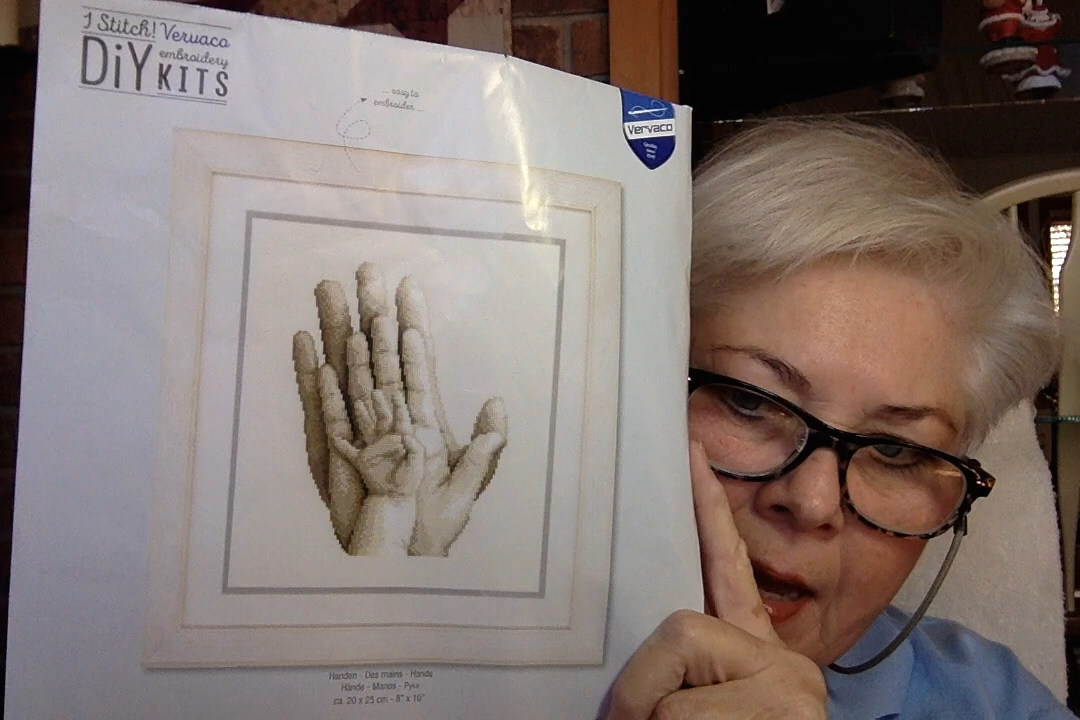 I Stitch! Vervaco
DiY embroidery
KITS
... easy to
embroider ...
Vervaco
Handen - Des mains - Hands
Hände - Manos - Руки
ca. 20 x 25 cm - 8" x 10"